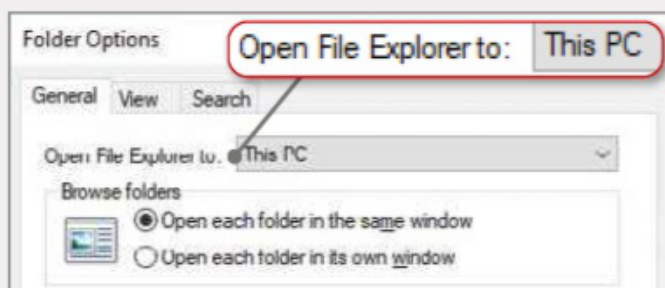 Folder Options
Open File Explorer to: This PC
General View Search
Open File Explorer to: This PC
Browse folders
Open each folder in the same window
Open each folder in its own window